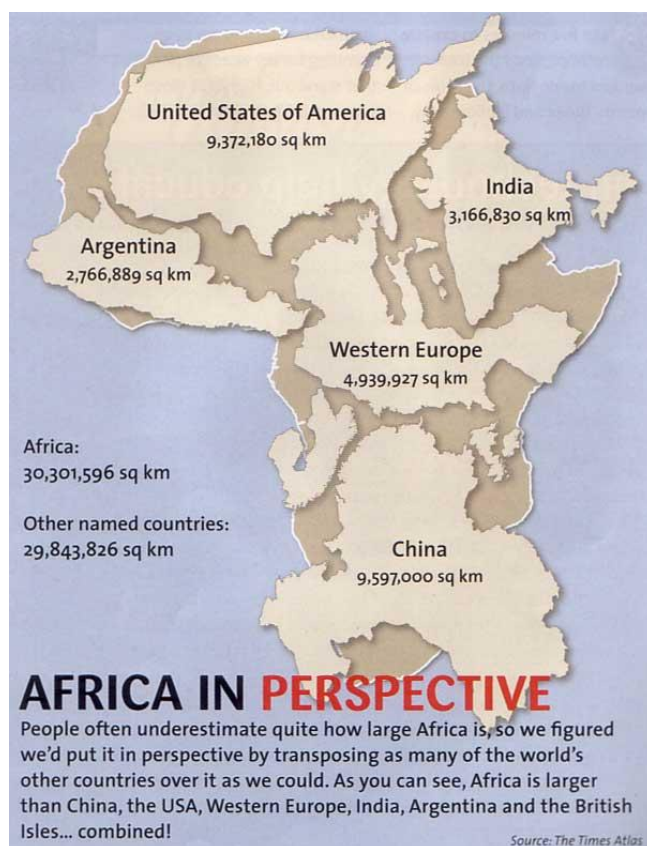 United States of America
9,372,180 sq km
India
3,166,830 sq km
Argentina
2,766,889 sq km
Western Europe
4,939,927 sq km
Africa:
30,301,596 sq km
Other named countries:
29,843,826 sq km
China
9,597,000 sq km
AFRICA IN PERSPECTIVE
People often underestimate quite how large Africa is, so we figured
we'd put it in perspective by transposing as many of the world's
other countries over it as we could. As you can see, Africa is larger
than China, the USA, Western Europe, India, Argentina and the British
Isles... combined!
Source: The Times Atlas